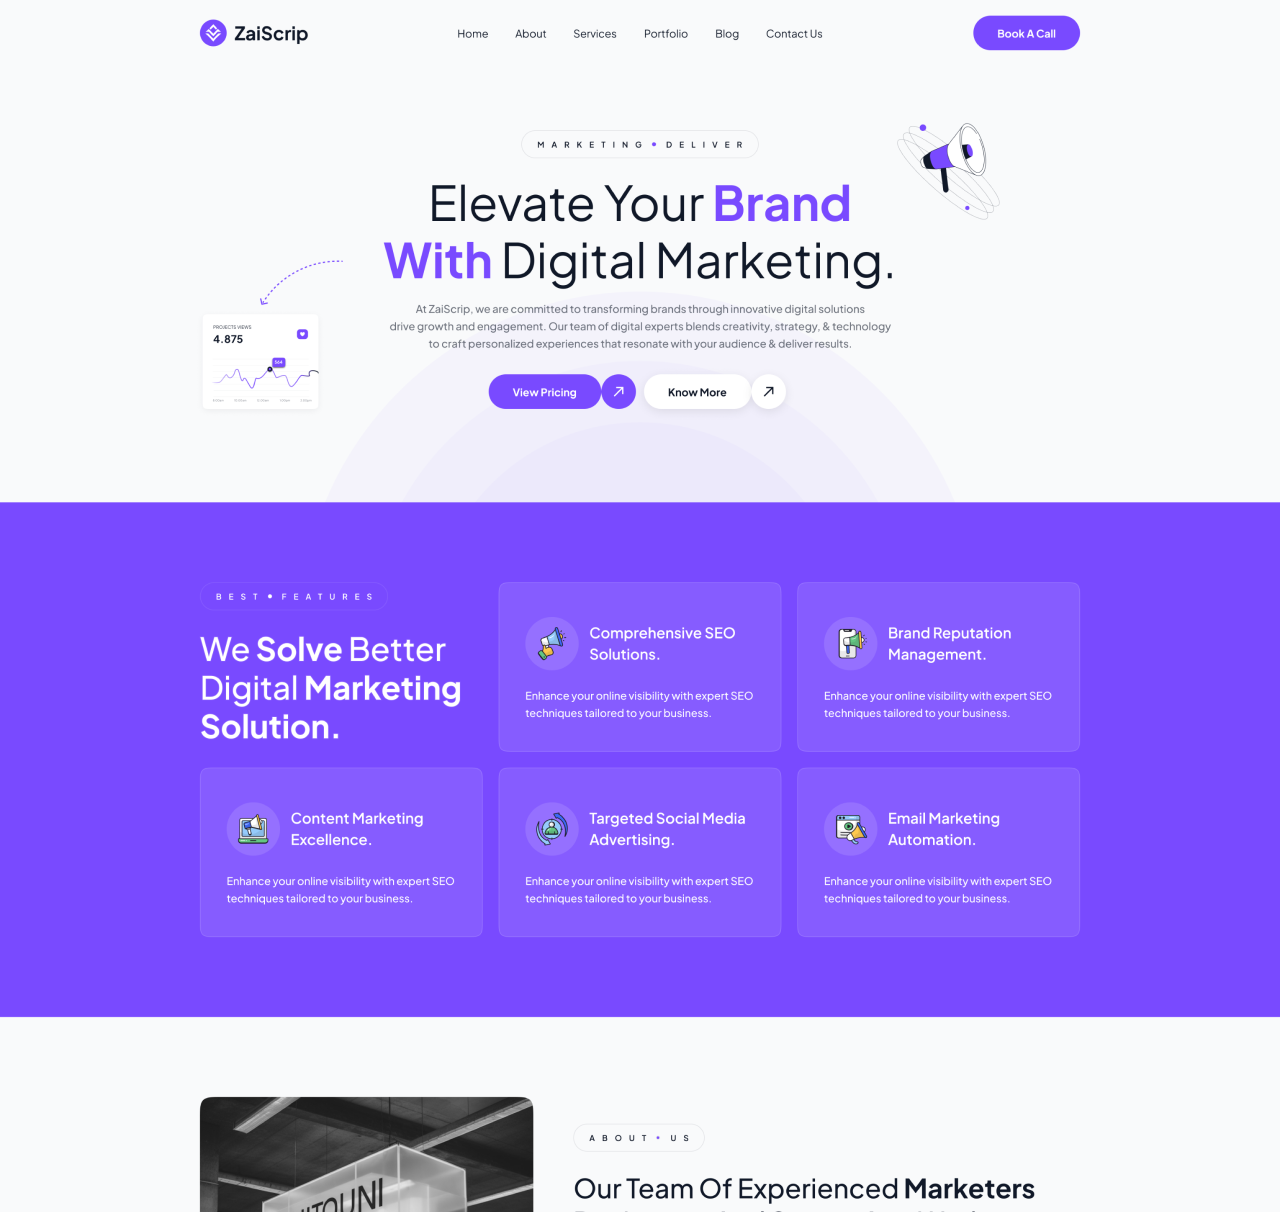 ZaiScrip
Home
About
Services
Portfolio
Blog
Contact Us
Book A Call
MARKETING • DELIVER
Elevate Your Brand
With Digital Marketing.
At ZaiScrip, we are committed to transforming brands through innovative digital solutions
drive growth and engagement. Our team of digital experts blends creativity, strategy, & technology
to craft personalized experiences that resonate with your audience & deliver results.
PROJECTS VIEWS
4.875
564
View Pricing
Know More
BEST • FEATURES
We Solve Better
Digital Marketing
Solution.
Comprehensive SEO
Solutions.
Enhance your online visibility with expert SEO
techniques tailored to your business.
Brand Reputation
Management.
Enhance your online visibility with expert SEO
techniques tailored to your business.
Content Marketing
Excellence.
Enhance your online visibility with expert SEO
techniques tailored to your business.
Targeted Social Media
Advertising.
Enhance your online visibility with expert SEO
techniques tailored to your business.
Email Marketing
Automation.
Enhance your online visibility with expert SEO
techniques tailored to your business.
ABOUT • US
Our Team Of Experienced Marketers